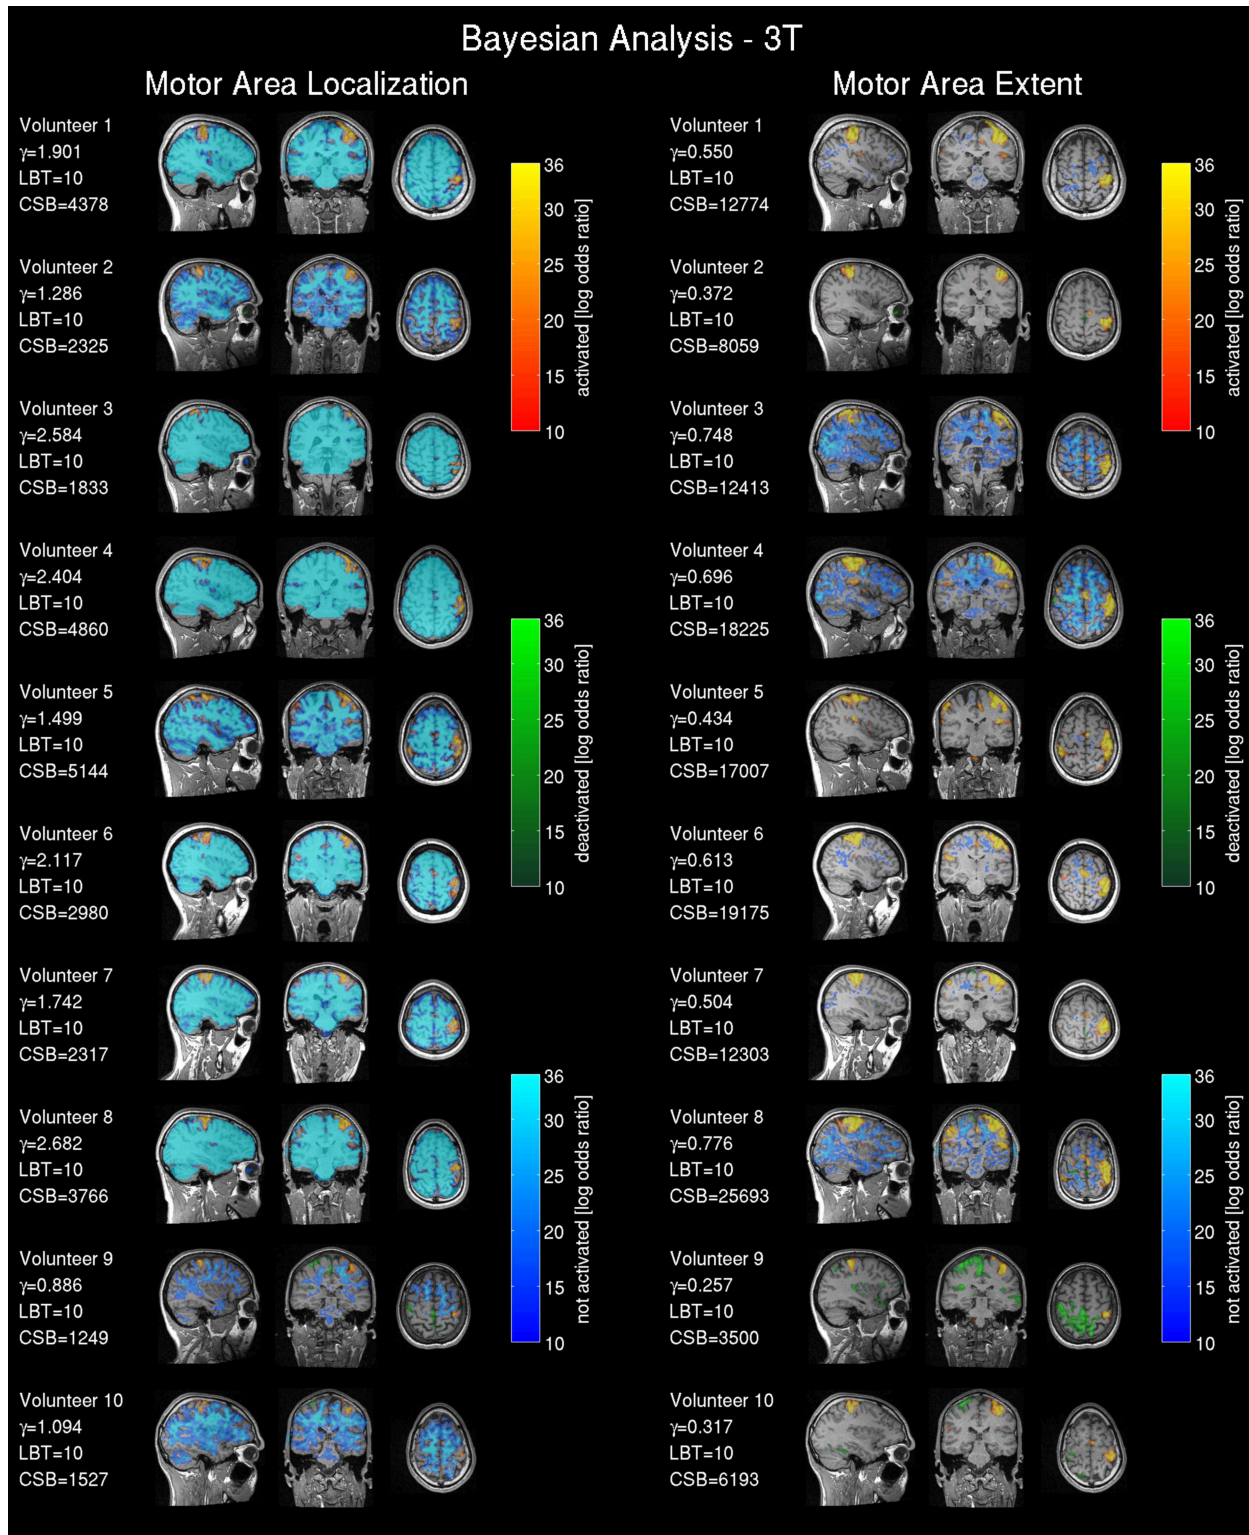 Bayesian Analysis - 3T
Motor Area Localization
Volunteer 1
γ=1.901
LBT=10
CSB=4378
Volunteer 2
γ=1.286
LBT=10
CSB=2325
Volunteer 3
γ=2.584
LBT=10
CSB=1833
Volunteer 4
γ=2.404
LBT=10
CSB=4860
Volunteer 5
γ=1.499
LBT=10
CSB=5144
Volunteer 6
γ=2.117
LBT=10
CSB=2980
Volunteer 7
γ=1.742
LBT=10
CSB=2317
Volunteer 8
γ=2.682
LBT=10
CSB=3766
Volunteer 9
γ=0.886
LBT=10
CSB=1249
Volunteer 10
γ=1.094
LBT=10
CSB=1527
36
30
20
15
10
activated [log odds ratio]
36
30
20
15
10
deactivated [log odds ratio]
36
30
20
15
10
not activated [log odds ratio]
Motor Area Extent
Volunteer 1
γ=0.550
LBT=10
CSB=12774
Volunteer 2
γ=0.372
LBT=10
CSB=8059
Volunteer 3
γ=0.748
LBT=10
CSB=12413
Volunteer 4
γ=0.696
LBT=10
CSB=18225
Volunteer 5
γ=0.434
LBT=10
CSB=17007
Volunteer 6
γ=0.613
LBT=10
CSB=19175
Volunteer 7
γ=0.504
LBT=10
CSB=12303
Volunteer 8
γ=0.776
LBT=10
CSB=25693
Volunteer 9
γ=0.257
LBT=10
CSB=3500
Volunteer 10
γ=0.317
LBT=10
CSB=6193
36
30
20
15
10
activated [log odds ratio]
36
30
20
15
10
deactivated [log odds ratio]
36
30
20
15
10
not activated [log odds ratio]